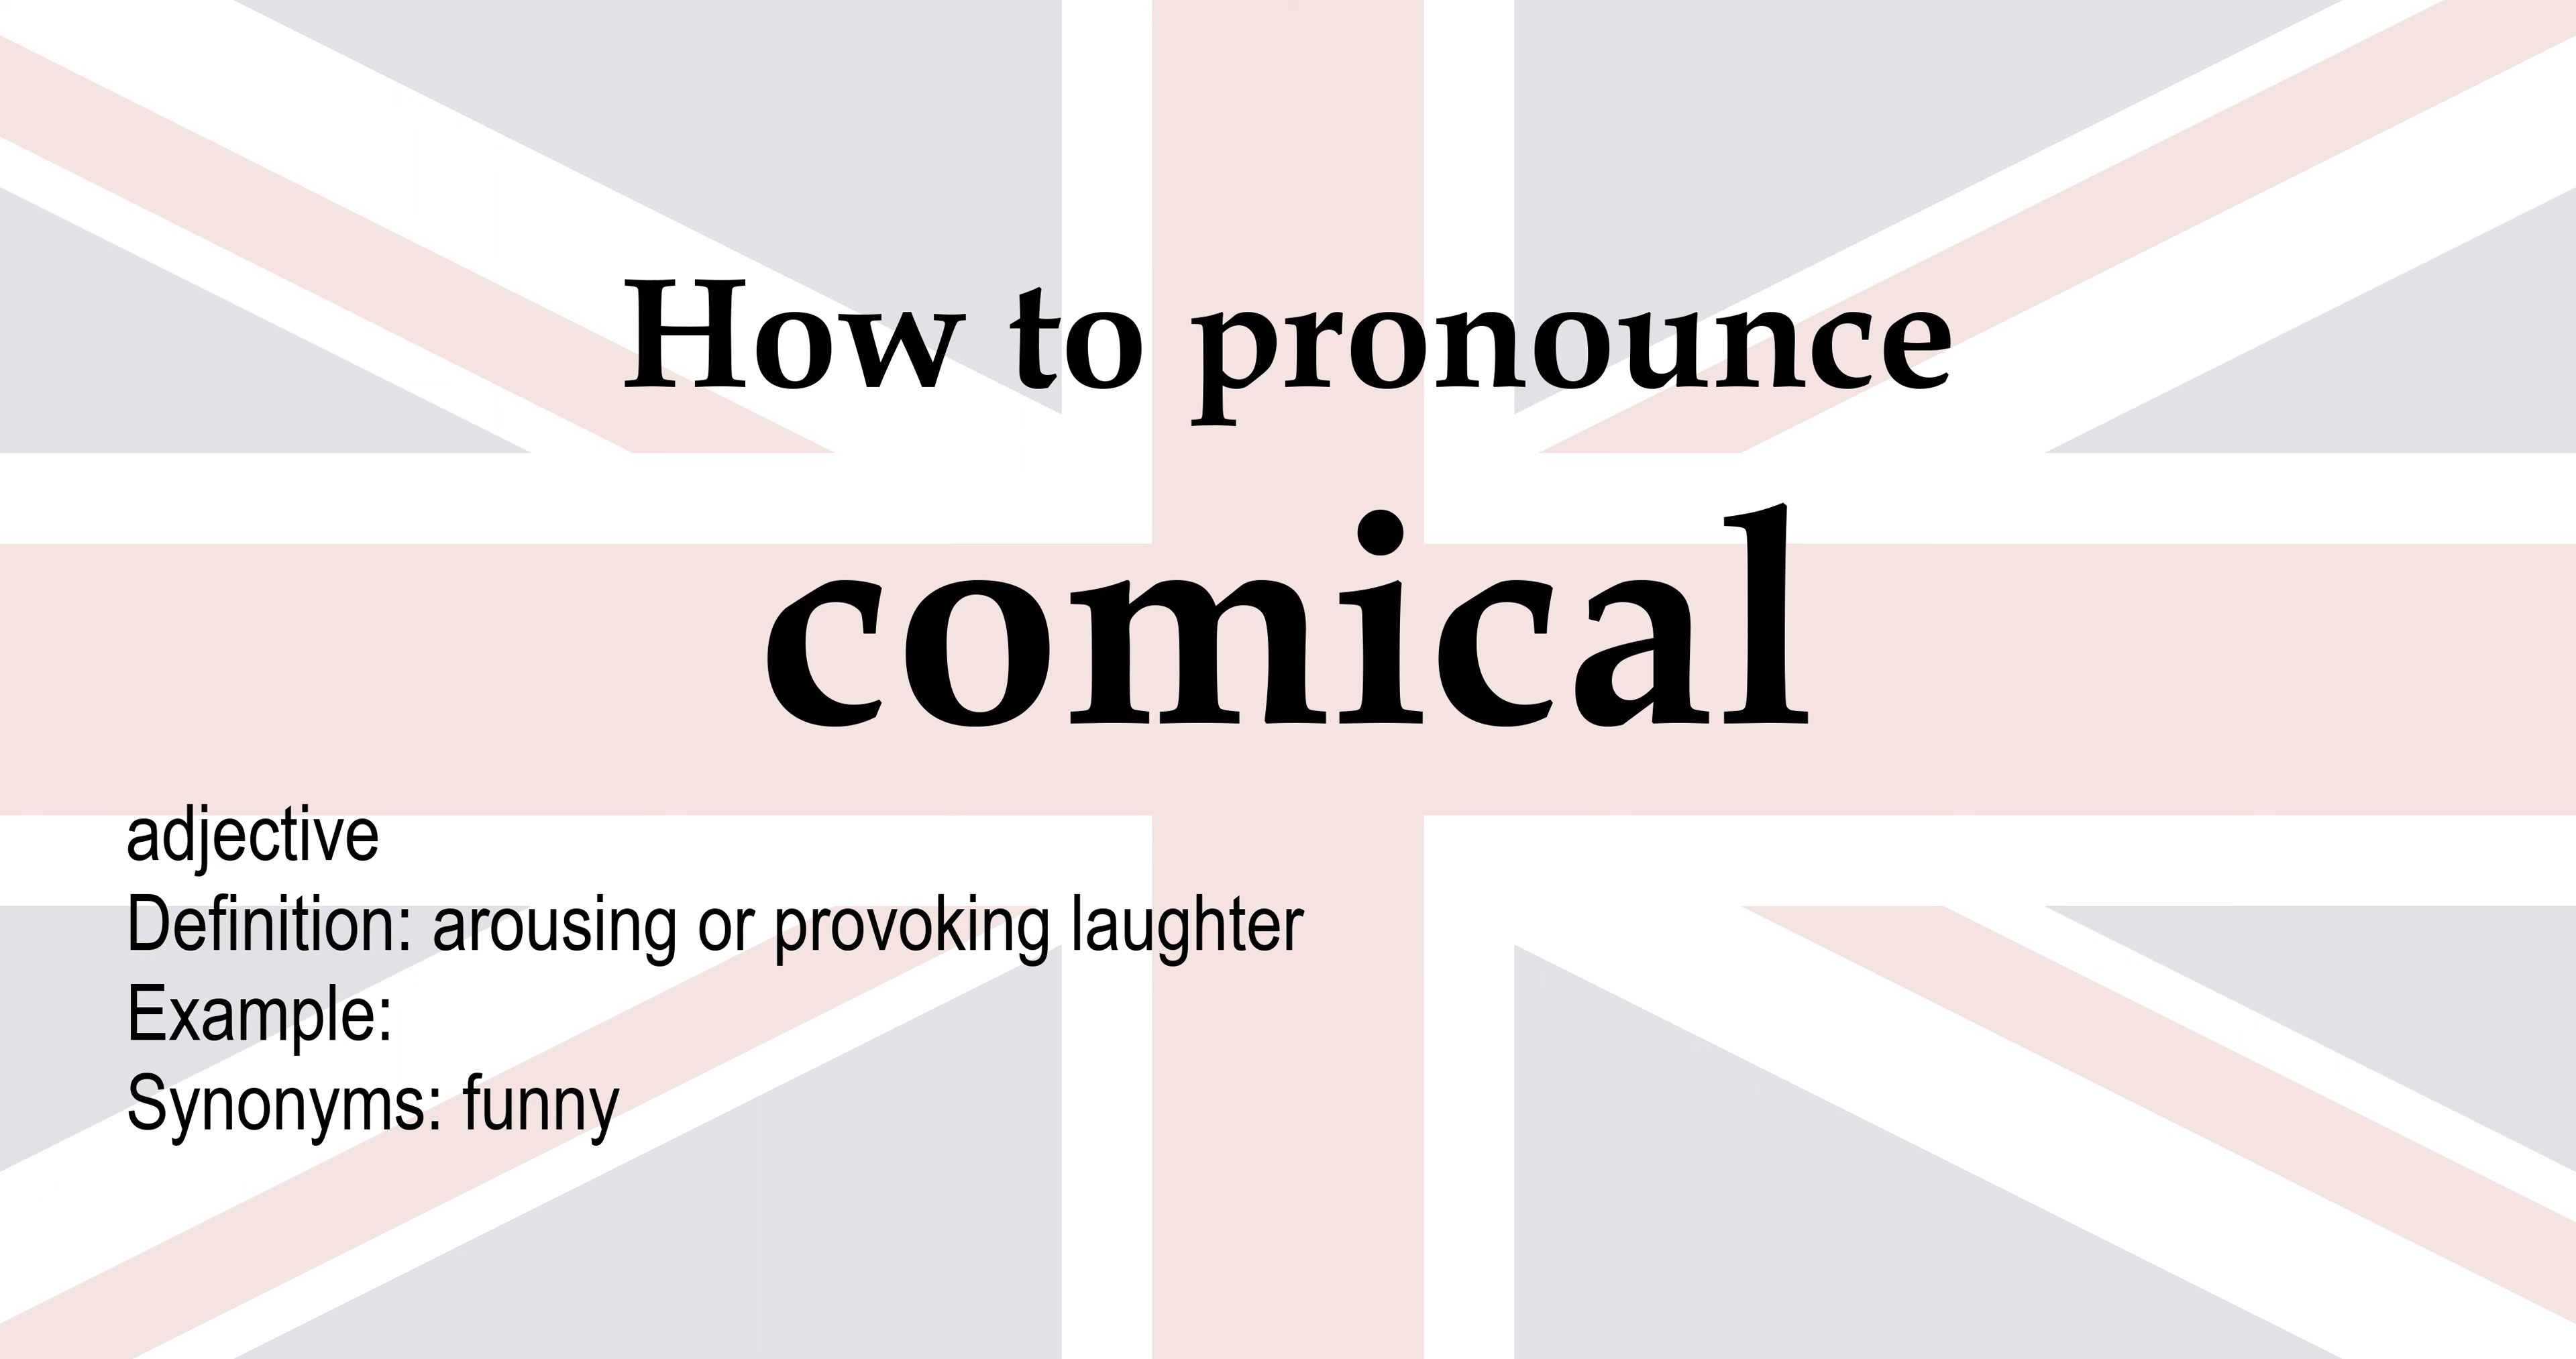 How to pronounce
comical
adjective
Definition: arousing or provoking laughter
Example:
Synonyms: funny